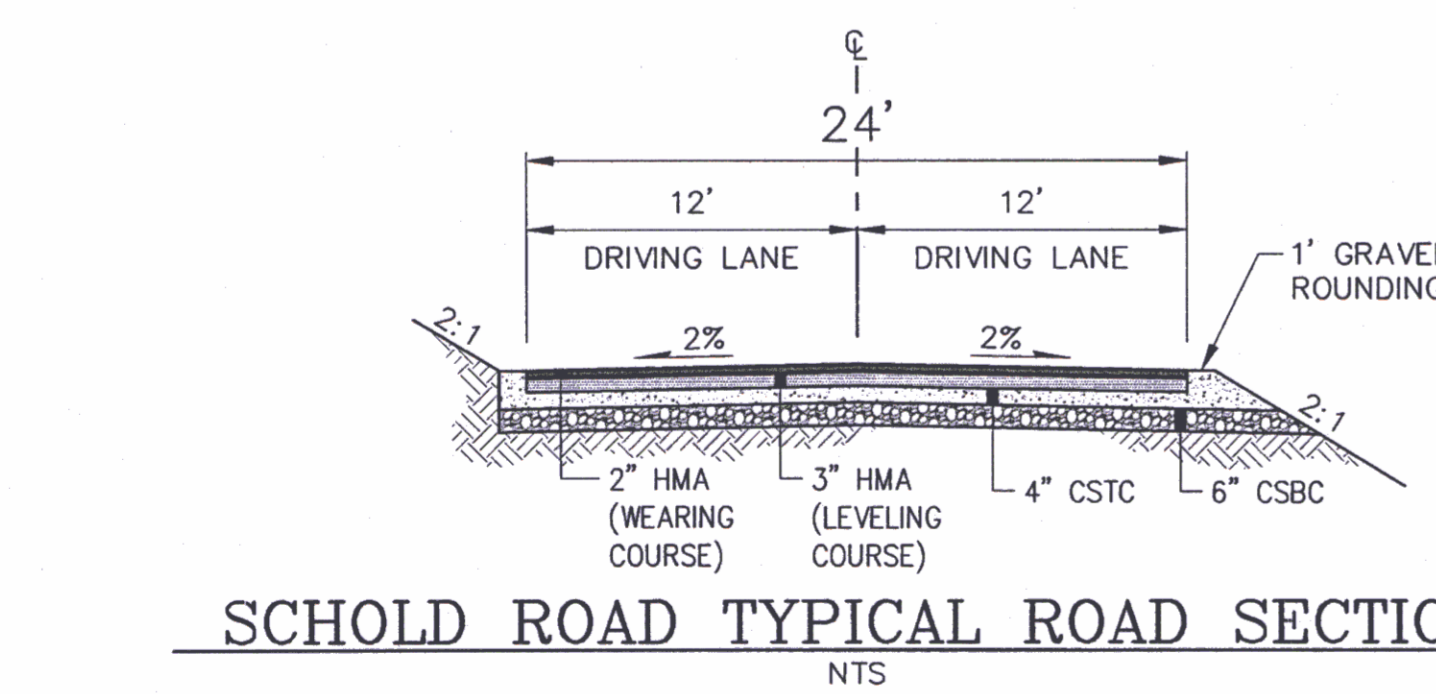 ℄
24'
12'
12'
DRIVING LANE
DRIVING LANE
1' GRAVE
ROUNDING
2:1
2%
2%
2:1
2" HMA
(WEARING
COURSE)
3" HMA
(LEVELING
COURSE)
4" CSTC
6" CSBC
SCHOLD ROAD TYPICAL ROAD SECTIO
NTS